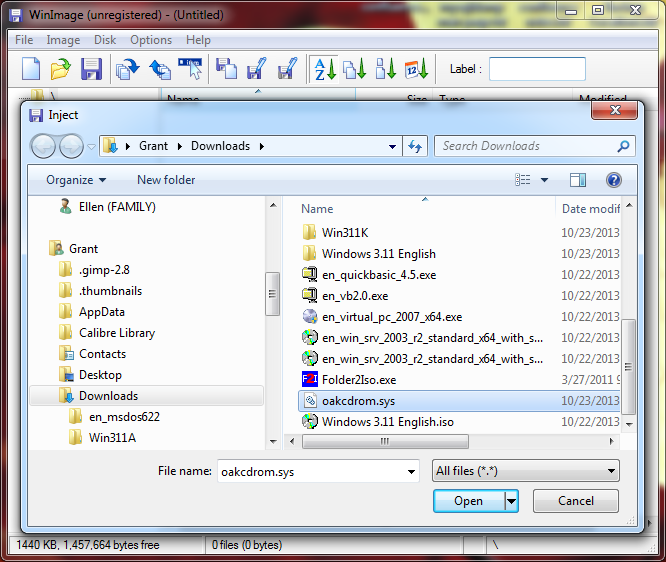 WinImage (unregistered) - (Untitled)
File Image Disk Options Help
Label :
\
Name Size Type Modified
Inject
Grant Downloads
Search Downloads
Organize New folder
Ellen (FAMILY)
Grant
.gimp-2.8
.thumbnails
AppData
Calibre Library
Contacts
Desktop
Downloads
en_msdos622
Win311A
Name Date modif
Win311K 10/23/2013
Windows 3.11 English 10/23/2013
en_quickbasic_4.5.exe 10/22/2013
en_vb2.0.exe 10/22/2013
en_virtual_pc_2007_x64.exe 10/22/2013
en_win_srv_2003_r2_standard_x64_with_s... 10/22/2013
en_win_srv_2003_r2_standard_x64_with_s... 10/22/2013
Folder2Iso.exe 3/27/2011 9
oakcdrom.sys 10/23/2013
Windows 3.11 English.iso 10/22/2013
File name: oakcdrom.sys All files (*.*)
Open Cancel
1440 KB, 1,457,664 bytes free 0 files (0 bytes) \